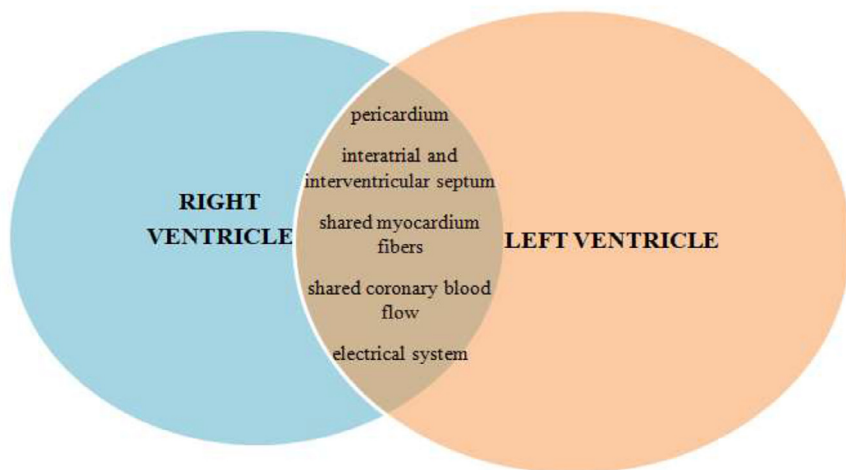 RIGHT
VENTRICLE
pericardium
interatrial and
interventricular septum
shared myocardium
fibers
shared coronary blood
flow
electrical system
LEFT VENTRICLE